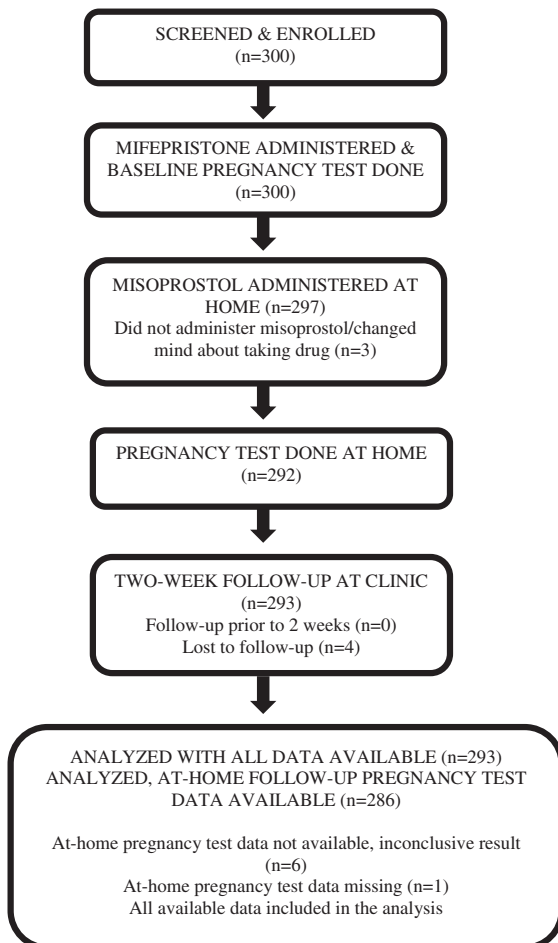 SCREENED & ENROLLED
(n=300)
MIFEPRISTONE ADMINISTERED &
BASELINE PREGNANCY TEST DONE
(n=300)
MISOPROSTOL ADMINISTERED AT
HOME (n=297)
Did not administer misoprostol/changed
mind about taking drug (n=3)
PREGNANCY TEST DONE AT HOME
(n=292)
TWO-WEEK FOLLOW-UP AT CLINIC
(n=293)
Follow-up prior to 2 weeks (n=0)
Lost to follow-up (n=4)
ANALYZED WITH ALL DATA AVAILABLE (n=293)
ANALYZED, AT-HOME FOLLOW-UP PREGNANCY TEST
DATA AVAILABLE (n=286)
At-home pregnancy test data not available, inconclusive result
(n=6)
At-home pregnancy test data missing (n=1)
All available data included in the analysis